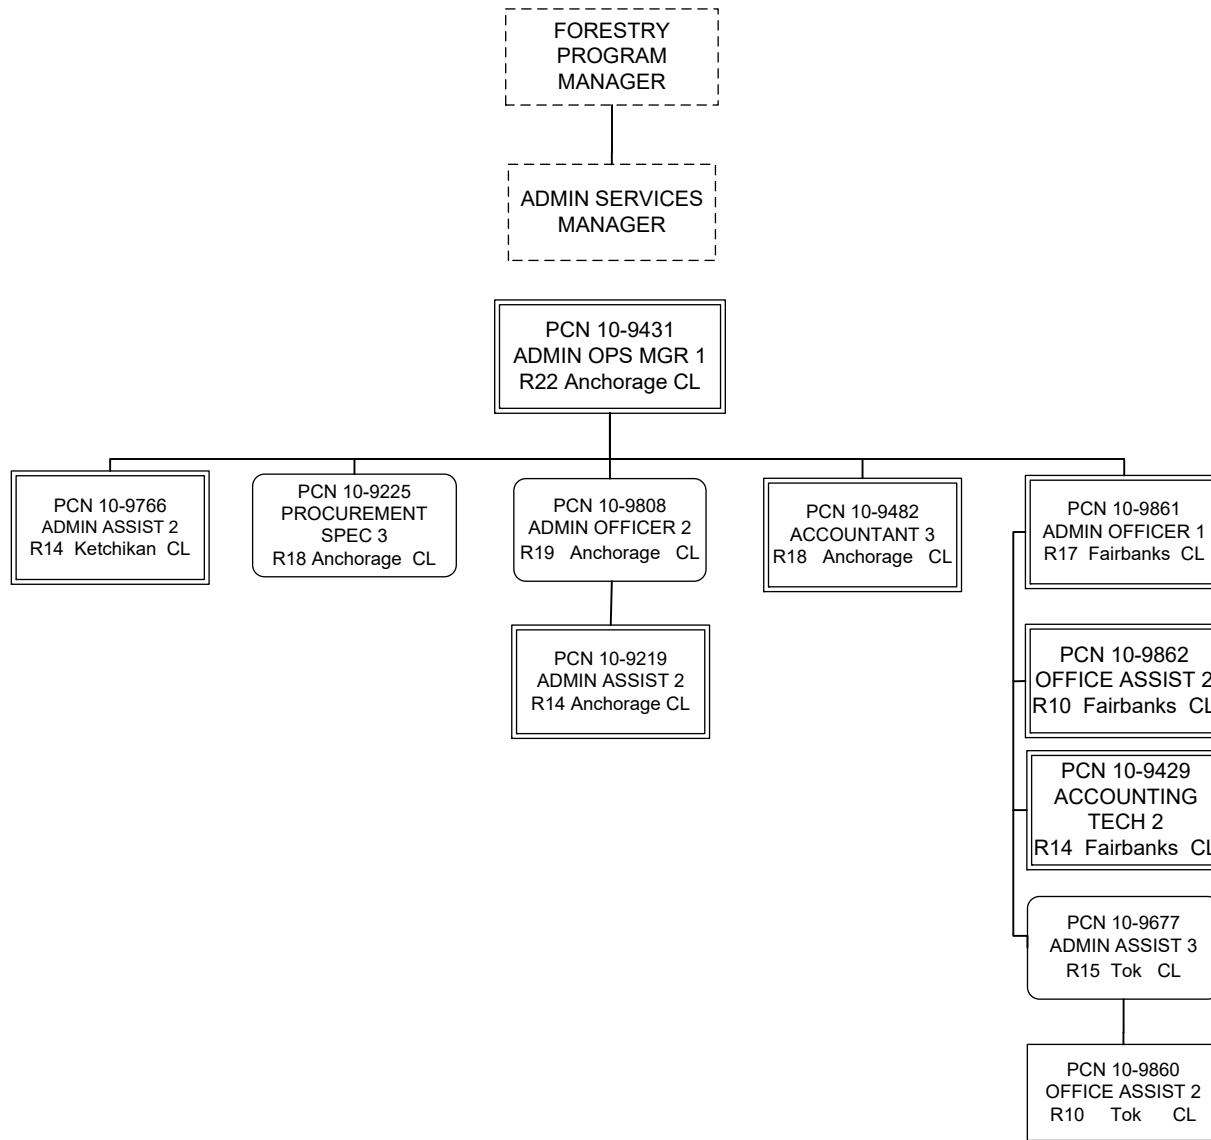 FORESTRY
PROGRAM
MANAGER
ADMIN SERVICES
MANAGER
PCN 10-9431
ADMIN OPS MGR 1
R22 Anchorage CL
PCN 10-9766
ADMIN ASSIST 2
R14 Ketchikan CL
PCN 10-9225
PROCUREMENT
SPEC 3
R18 Anchorage CL
PCN 10-9808
ADMIN OFFICER 2
R19 Anchorage CL
PCN 10-9482
ACCOUNTANT 3
R18 Anchorage CL
PCN 10-9861
ADMIN OFFICER 1
R17 Fairbanks CL
PCN 10-9219
ADMIN ASSIST 2
R14 Anchorage CL
PCN 10-9862
OFFICE ASSIST 2
R10 Fairbanks CL
PCN 10-9429
ACCOUNTING
TECH 2
R14 Fairbanks CL
PCN 10-9677
ADMIN ASSIST 3
R15 Tok CL
PCN 10-9860
OFFICE ASSIST 2
R10 Tok CL